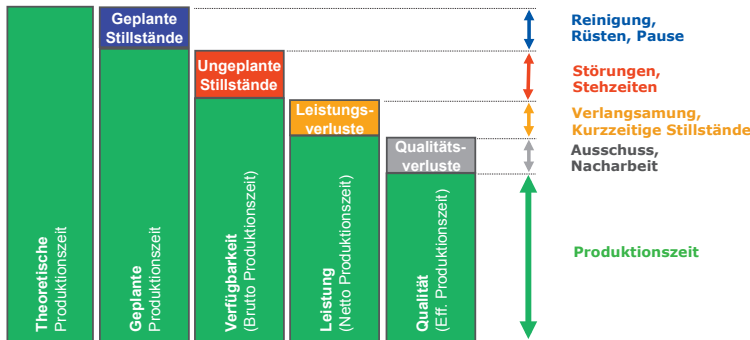 Geplante
Stillstände
Ungeplante
Stillstände
Leistungs-
verluste
Qualitäts-
verluste
Theoretische
Produktionszeit
Geplante
Produktionszeit
Verfügbarkeit
(Brutto Produktionszeit)
Leistung
(Netto Produktionszeit)
Qualität
(Eff. Produktionszeit)
Reinigung,
Rüsten, Pause
Störungen,
Stehzeiten
Verlangsamung,
Kurzzeitige Stillstände
Ausschuss,
Nacharbeit
Produktionszeit